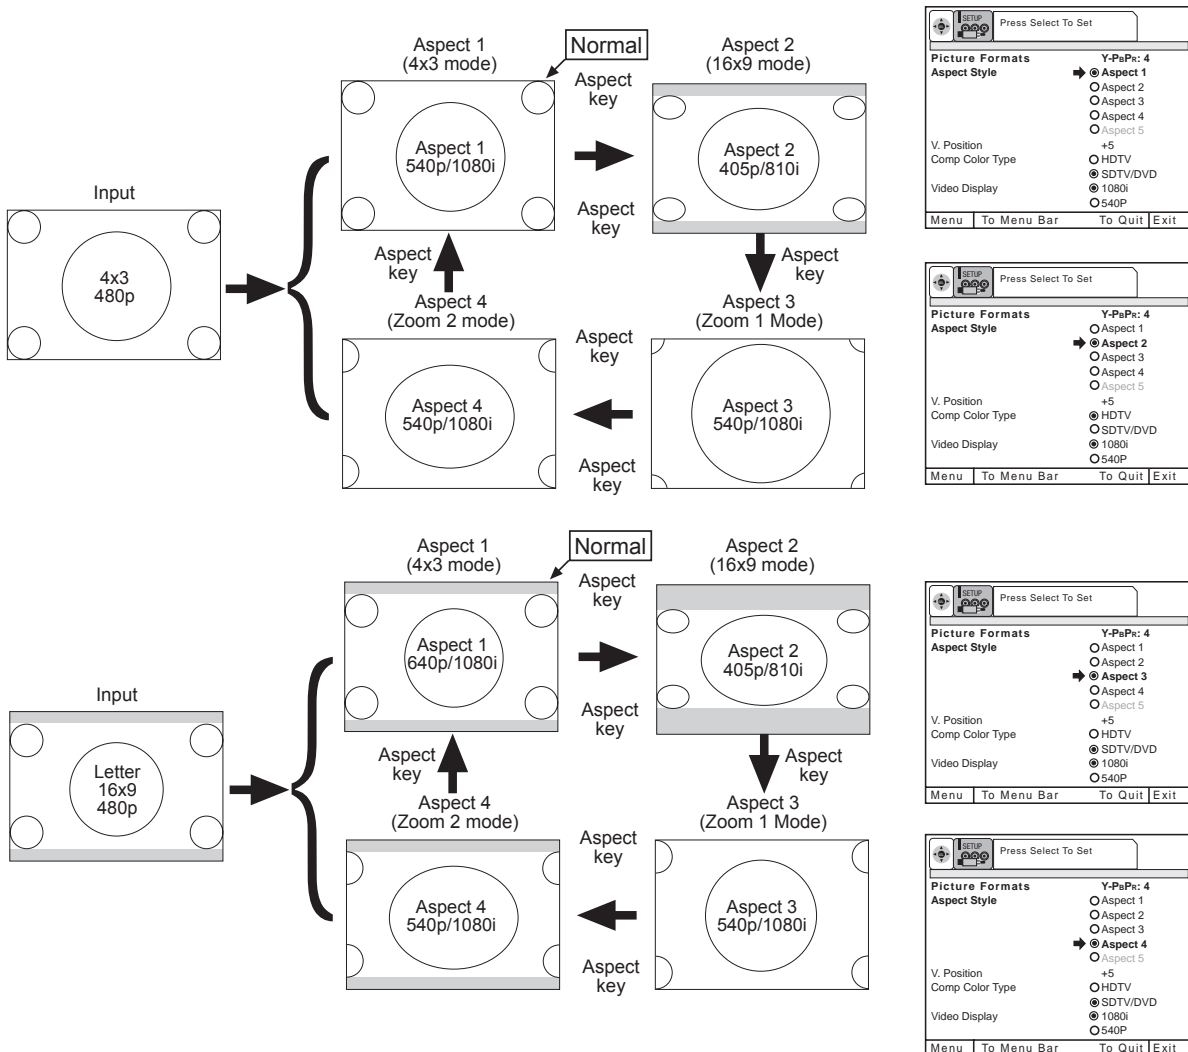 Input
4x3
480p
Aspect 1
(4x3 mode)
Normal
Aspect 1
540p/1080i
Aspect
key
Aspect
key
Aspect 2
(16x9 mode)
Aspect 2
405p/810i
Aspect
key
Aspect
key
Aspect 4
(Zoom 2 mode)
Aspect 4
540p/1080i
Aspect
key
Aspect
key
Aspect 3
(Zoom 1 Mode)
Aspect 3
540p/1080i
Input
Letter
16x9
480p
Aspect 1
(4x3 mode)
Normal
Aspect 1
640p/1080i
Aspect
key
Aspect
key
Aspect 2
(16x9 mode)
Aspect 2
405p/810i
Aspect
key
Aspect
key
Aspect 4
(Zoom 2 mode)
Aspect 4
540p/1080i
Aspect
key
Aspect
key
Aspect 3
(Zoom 1 Mode)
Aspect 3
540p/1080i
SETUP
Press Select To Set
Picture Formats Y-PBPR: 4
Aspect Style Aspect 1
Aspect 2
Aspect 3
Aspect 4
Aspect 5
V. Position +5
Comp Color Type HDTV
SDTV/DVD
Video Display 1080i
540P
Menu To Menu Bar To Quit Exit
SETUP
Press Select To Set
Picture Formats Y-PBPR: 4
Aspect Style Aspect 1
Aspect 2
Aspect 3
Aspect 4
Aspect 5
V. Position +5
Comp Color Type HDTV
SDTV/DVD
Video Display 1080i
540P
Menu To Menu Bar To Quit Exit
SETUP
Press Select To Set
Picture Formats Y-PBPR: 4
Aspect Style Aspect 1
Aspect 2
Aspect 3
Aspect 4
Aspect 5
V. Position +5
Comp Color Type HDTV
SDTV/DVD
Video Display 1080i
540P
Menu To Menu Bar To Quit Exit
SETUP
Press Select To Set
Picture Formats Y-PBPR: 4
Aspect Style Aspect 1
Aspect 2
Aspect 3
Aspect 4
Aspect 5
V. Position +5
Comp Color Type HDTV
SDTV/DVD
Video Display 1080i
540P
Menu To Menu Bar To Quit Exit